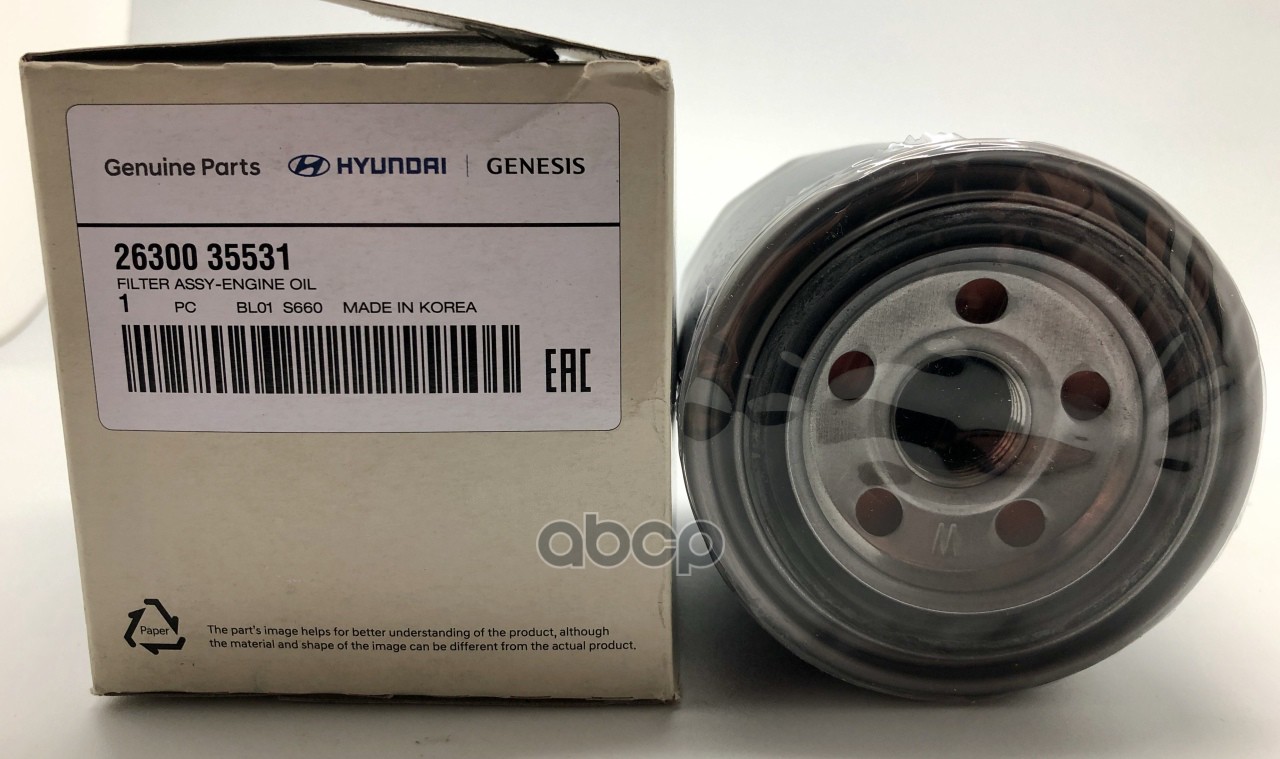 Genuine Parts HYUNDAI | GENESIS
26300 35531
FILTER ASSY-ENGINE OIL
1 PC BL01 S660 MADE IN KOREA
EAC
Paper
The part's image helps for better understanding of the product, although
the material and shape of the image can be different from the actual product.
abcp
W